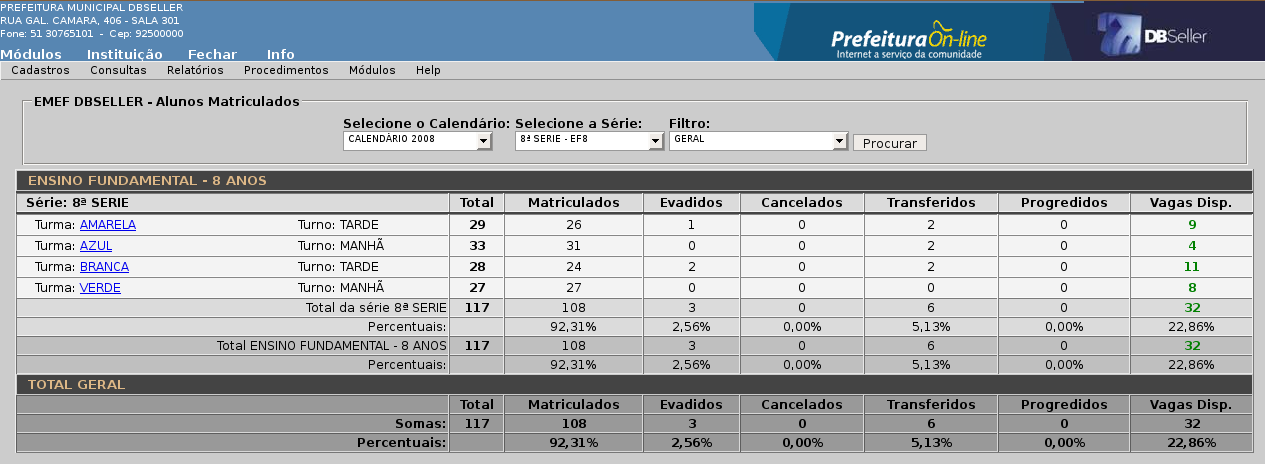 PREFEITURA MUNICIPAL DBSELLER
RUA GAL. CAMARA, 406 - SALA 301
Fone: 51 30765101 - Cep: 92500000
PrefeituraOn-line
Internet a serviço da comunidade
DBSeller
Módulos Instituição Fechar Info
Cadastros Consultas Relatórios Procedimentos Módulos Help
EMEF DBSELLER - Alunos Matriculados
Selecione o Calendário: Selecione a Série: Filtro:
CALENDÁRIO 2008 8ª SERIE - EF8 GERAL Procurar
ENSINO FUNDAMENTAL - 8 ANOS
Série: 8ª SERIE Total Matriculados Evadidos Cancelados Transferidos Progredidos Vagas Disp.
Turma: AMARELA Turno: TARDE 29 26 1 0 2 0 9
Turma: AZUL Turno: MANHÃ 33 31 0 0 2 0 4
Turma: BRANCA Turno: TARDE 28 24 2 0 2 0 11
Turma: VERDE Turno: MANHÃ 27 27 0 0 0 0 8
Total da série 8ª SERIE 117 108 3 0 6 0 32
Percentuais: 92,31% 2,56% 0,00% 5,13% 0,00% 22,86%
Total ENSINO FUNDAMENTAL - 8 ANOS 117 108 3 0 6 0 32
Percentuais: 92,31% 2,56% 0,00% 5,13% 0,00% 22,86%
TOTAL GERAL
Total Matriculados Evadidos Cancelados Transferidos Progredidos Vagas Disp.
Somas: 117 108 3 0 6 0 32
Percentuais: 92,31% 2,56% 0,00% 5,13% 0,00% 22,86%